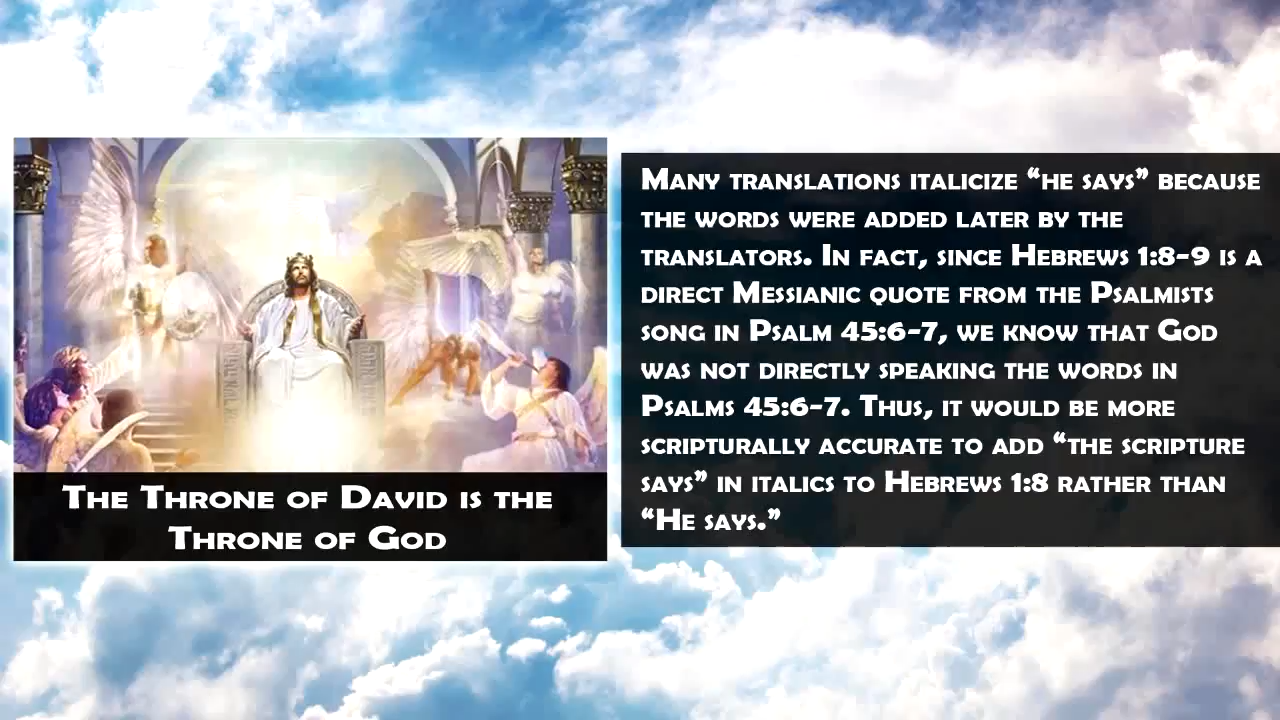 The Throne of David is the
Throne of God
Many translations italicize “he says” because
the words were added later by the
translators. In fact, since Hebrews 1:8-9 is a
direct Messianic quote from the Psalmists
song in Psalm 45:6-7, we know that God
was not directly speaking the words in
Psalms 45:6-7. Thus, it would be more
scripturally accurate to add “the scripture
says” in italics to Hebrews 1:8 rather than
“He says.”